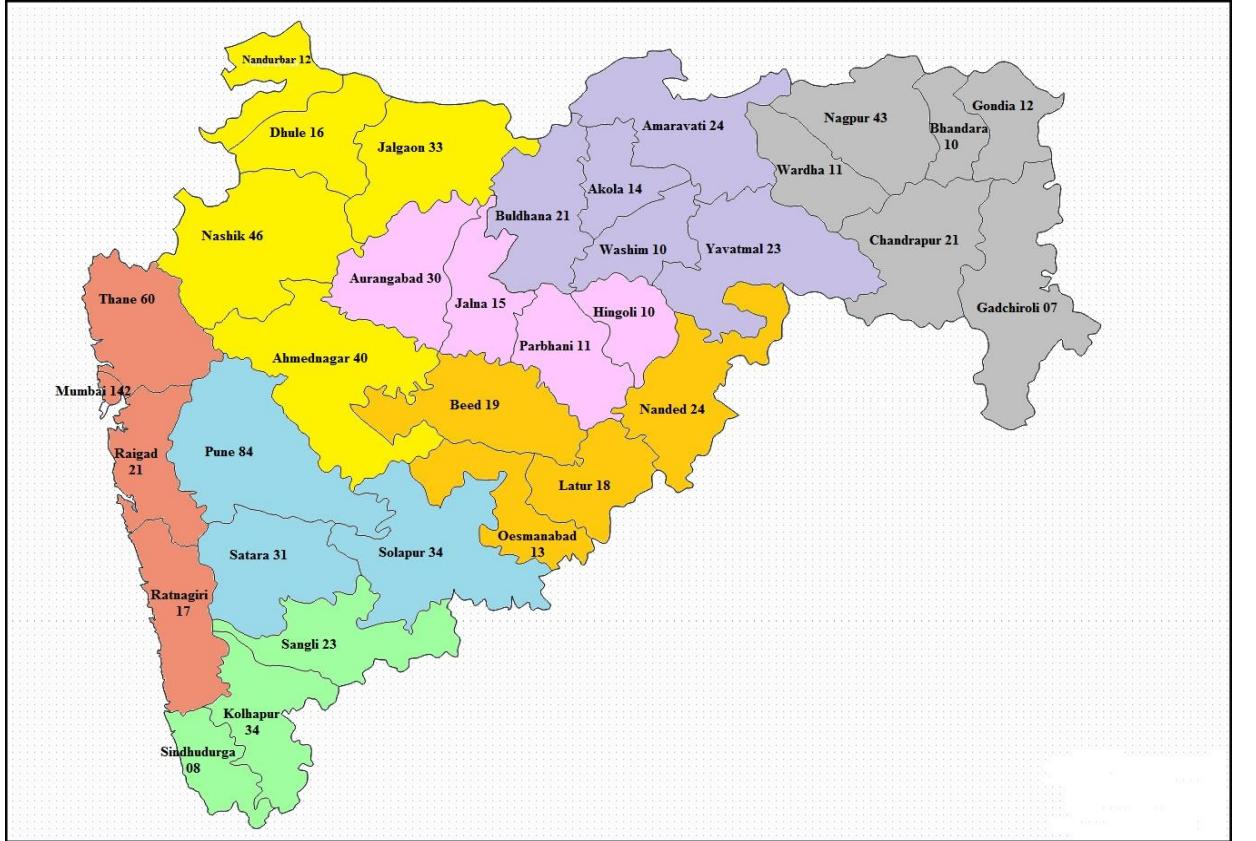 Nandurbar 12
Dhule 16
Jalgaon 33
Amaravati 24
Nagpur 43
Gondia 12
Bhandara
10
Wardha 11
Akola 14
Buldhana 21
Washim 10
Yavatmal 23
Chandrapur 21
Gadchiroli 07
Nashik 46
Aurangabad 30
Jalna 15
Hingoli 10
Parbhani 11
Thane 60
Ahmednagar 40
Mumbai 142
Beed 19
Nanded 24
Raigad
21
Pune 84
Latur 18
Oesmanabad
13
Satara 31
Solapur 34
Ratnagiri
17
Sangli 23
Kolhapur
34
Sindhudurga
08